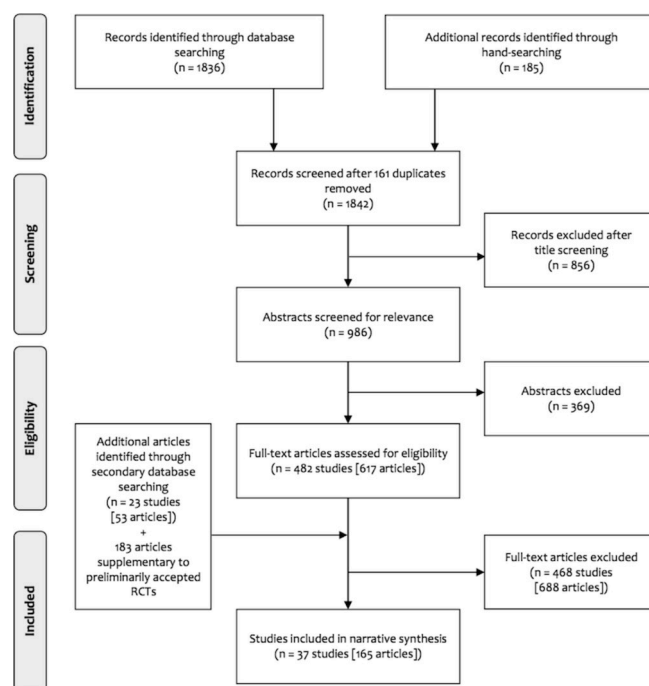 Identification
Records identified through database
searching
(n = 1836)
Additional records identified through
hand-searching
(n = 185)
Records screened after 161 duplicates
removed
(n = 1842)
Screening
Records excluded after
title screening
(n = 856)
Abstracts screened for relevance
(n = 986)
Eligibility
Abstracts excluded
(n = 369)
Additional articles
identified through
secondary database
searching
(n = 23 studies
[53 articles])
+
183 articles
supplementary to
preliminarily accepted
RCTs
Full-text articles assessed for eligibility
(n = 482 studies [617 articles])
Included
Full-text articles excluded
(n = 468 studies
[688 articles])
Studies included in narrative synthesis
(n = 37 studies [165 articles])